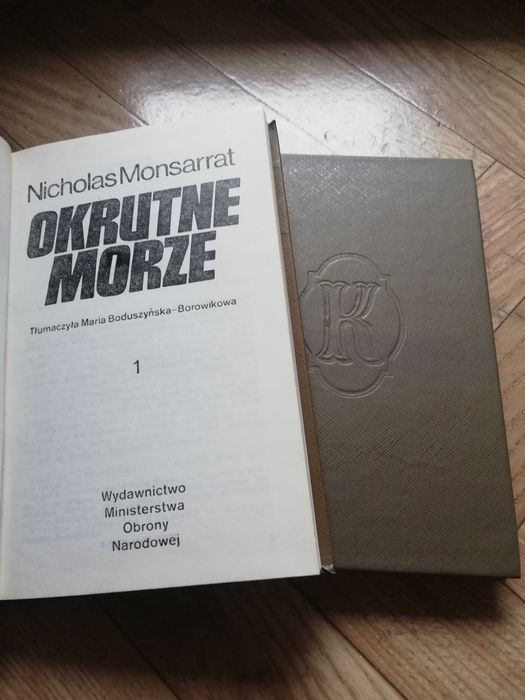 Nicholas Monsarrat
OKRUTNE
MORZE
Tłumaczyła Maria Boduszyńska-Borowikowa
1
Wydawnictwo
Ministerstwa
Obrony
Narodowej
K